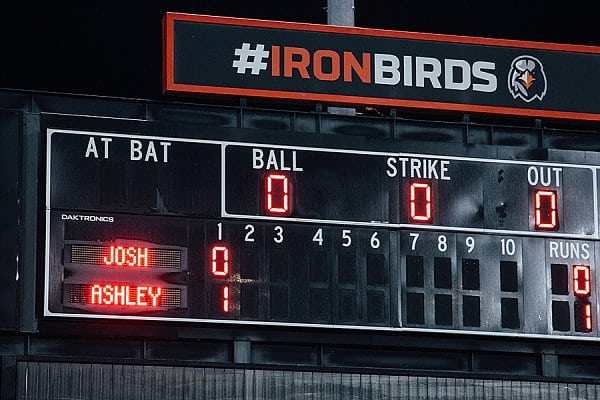 #IRONBIRDS
AT BAT BALL STRIKE OUT
0 0 0
DAKTRONICS
1 2 3 4 5 6 7 8 9 10 RUNS
JOSH 0 0
ASHLEY 1 1